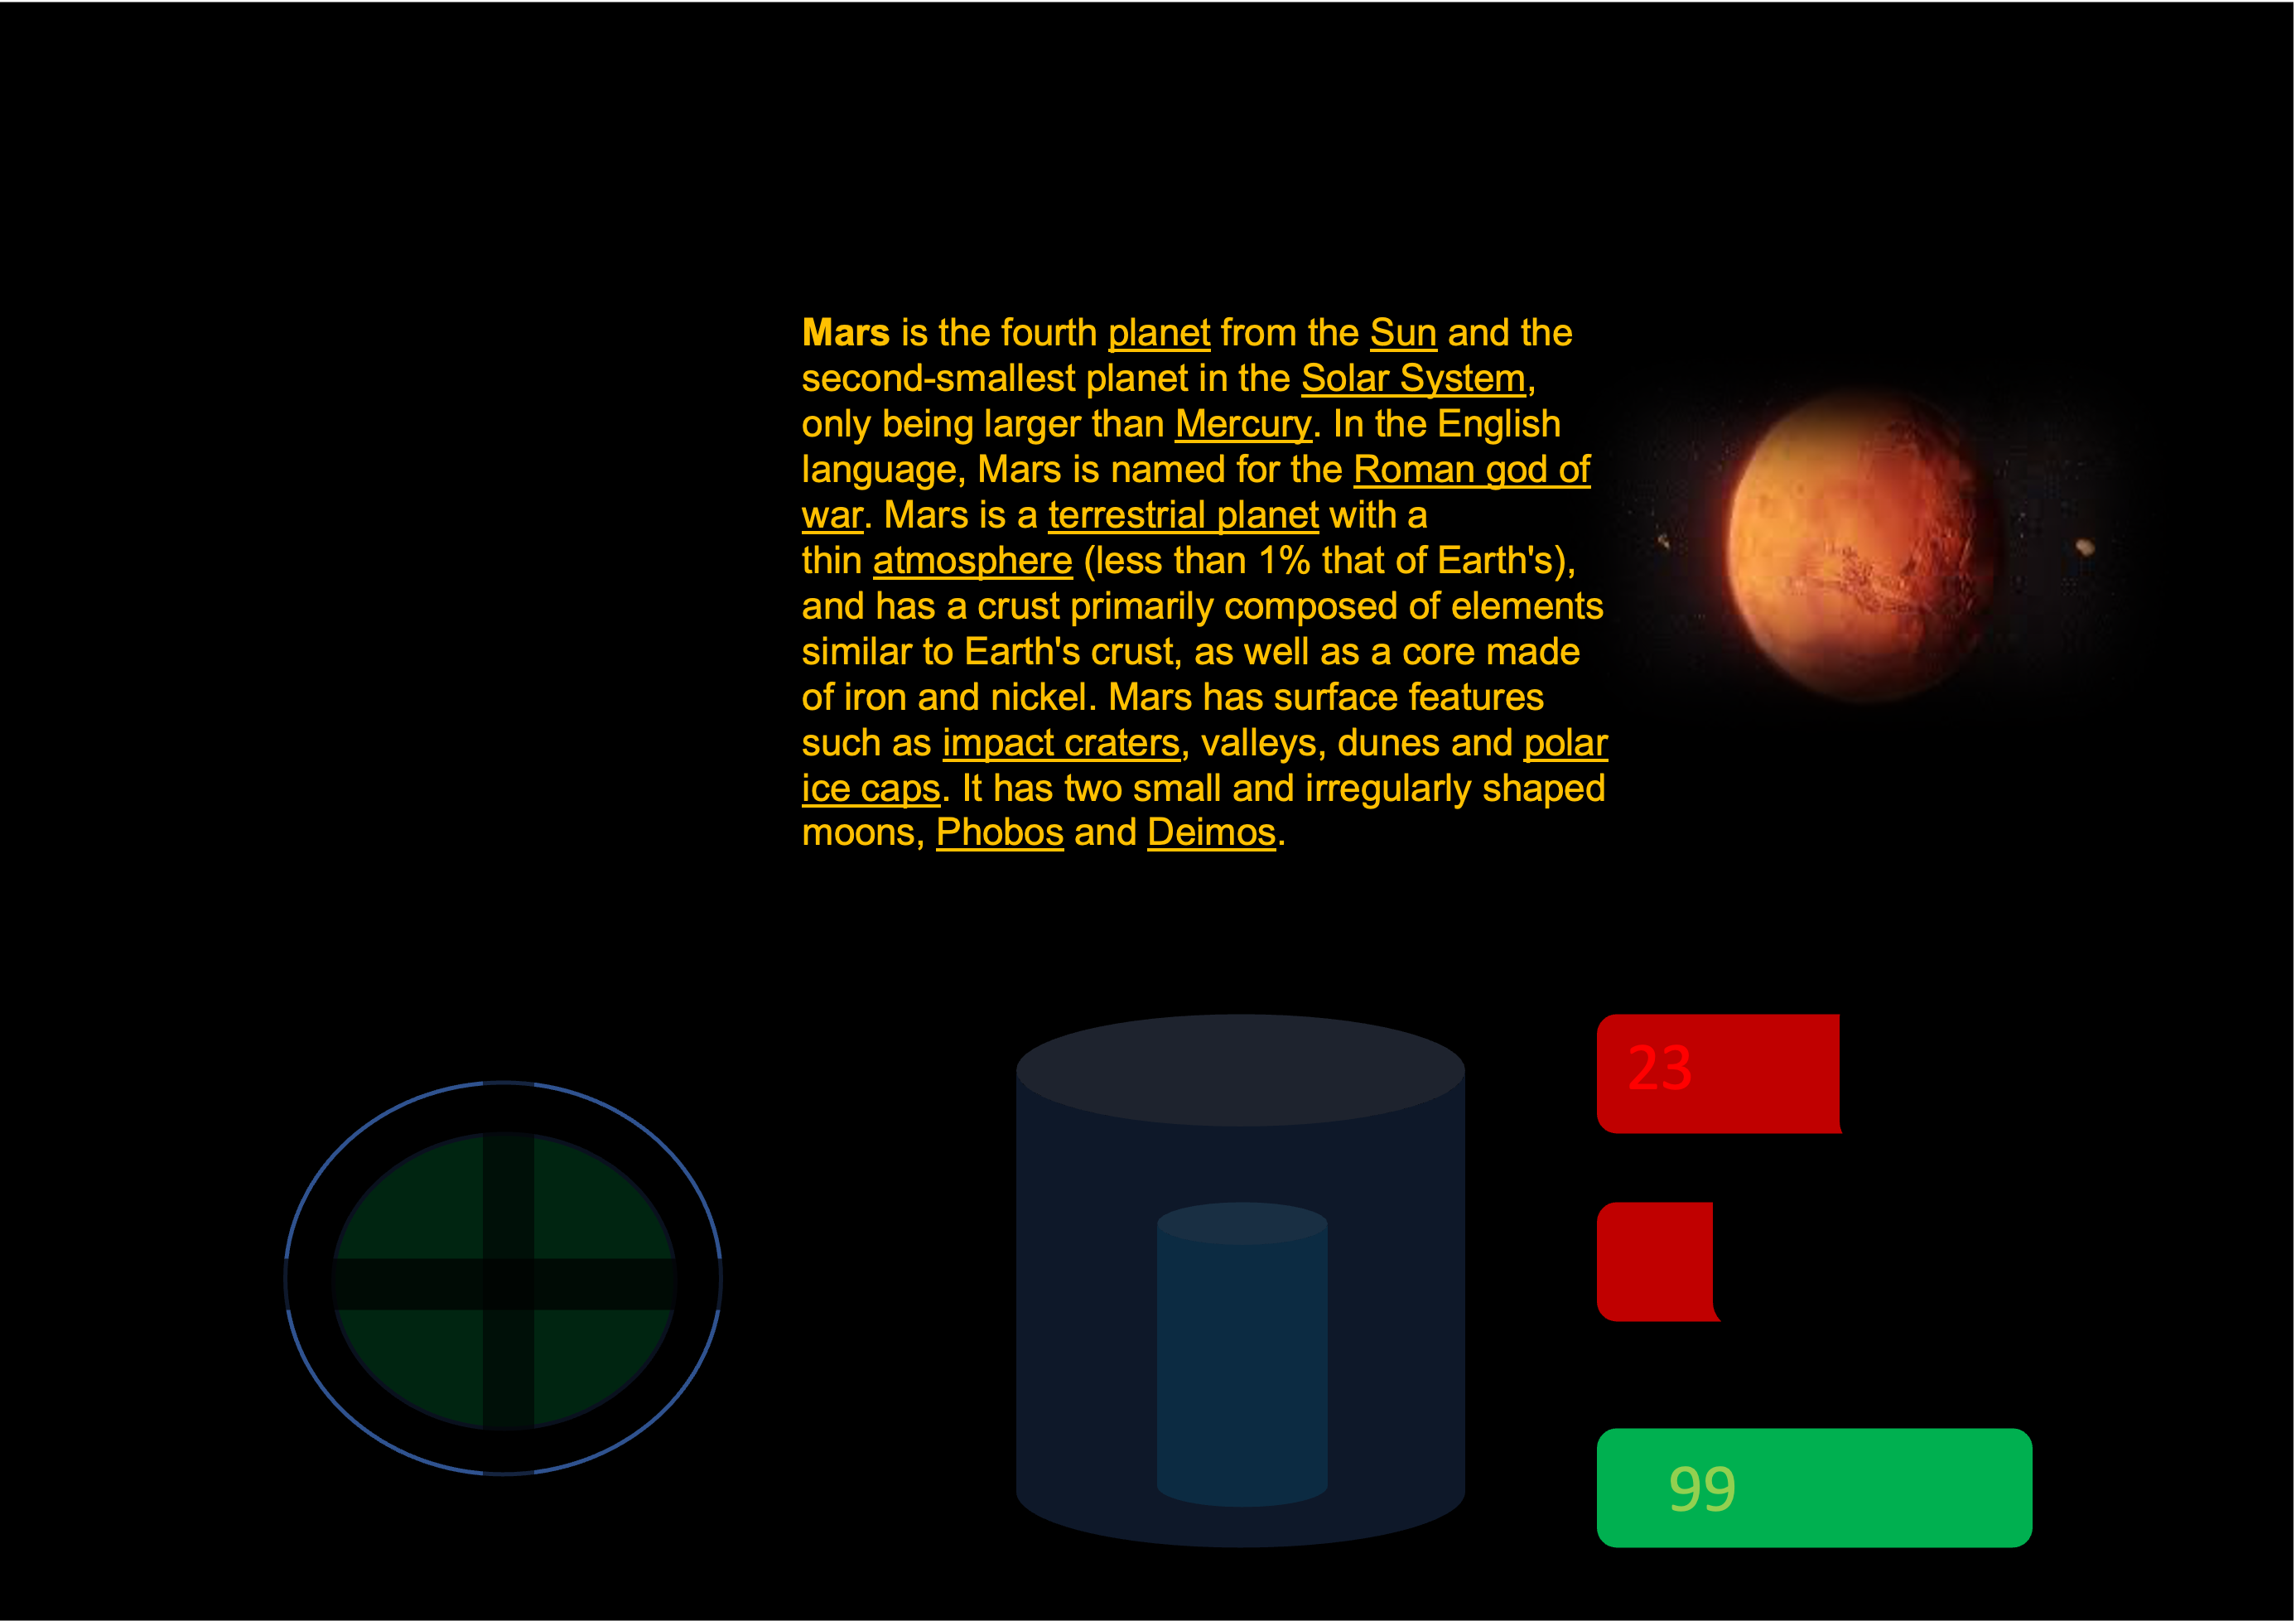 Mars is the fourth planet from the Sun and the
second-smallest planet in the Solar System,
only being larger than Mercury. In the English
language, Mars is named for the Roman god of
war. Mars is a terrestrial planet with a
thin atmosphere (less than 1% that of Earth's),
and has a crust primarily composed of elements
similar to Earth's crust, as well as a core made
of iron and nickel. Mars has surface features
such as impact craters, valleys, dunes and polar
ice caps. It has two small and irregularly shaped
moons, Phobos and Deimos.
23
99